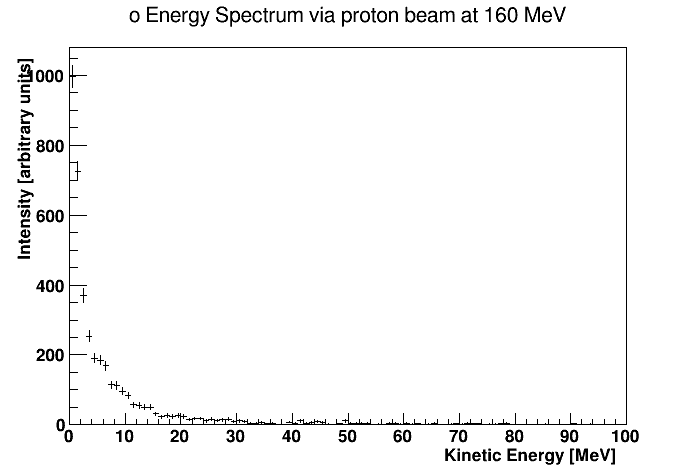 o Energy Spectrum via proton beam at 160 MeV
Intensity [arbitrary units]
1000
800
600
400
200
0
0 10 20 30 40 50 60 70 80 90 100
Kinetic Energy [MeV]